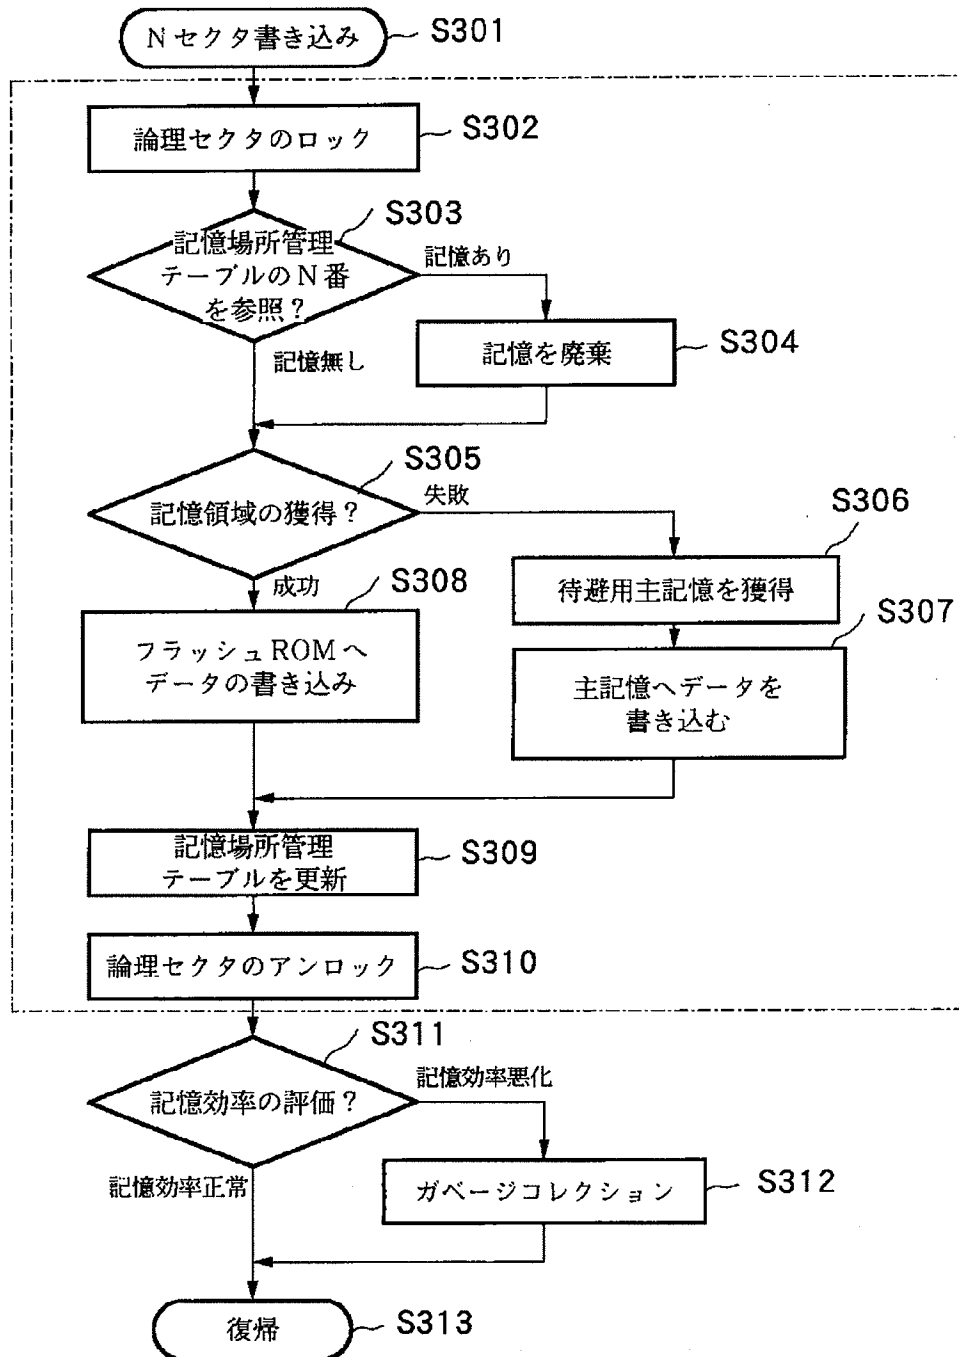 Nセクタ書き込み
S301
論理セクタのロック
S302
S303
記憶場所管理
テーブルのN番
を参照?
記憶あり
記憶無し
記憶を廃棄
S304
S305
記憶領域の獲得?
失敗
成功
S306
待避用主記憶を獲得
S307
主記憶へデータを
書き込む
S308
フラッシュROMへ
データの書き込み
記憶場所管理
テーブルを更新
S309
論理セクタのアンロック
S310
S311
記憶効率の評価?
記憶効率悪化
記憶効率正常
ガベージコレクション
S312
復帰
S313